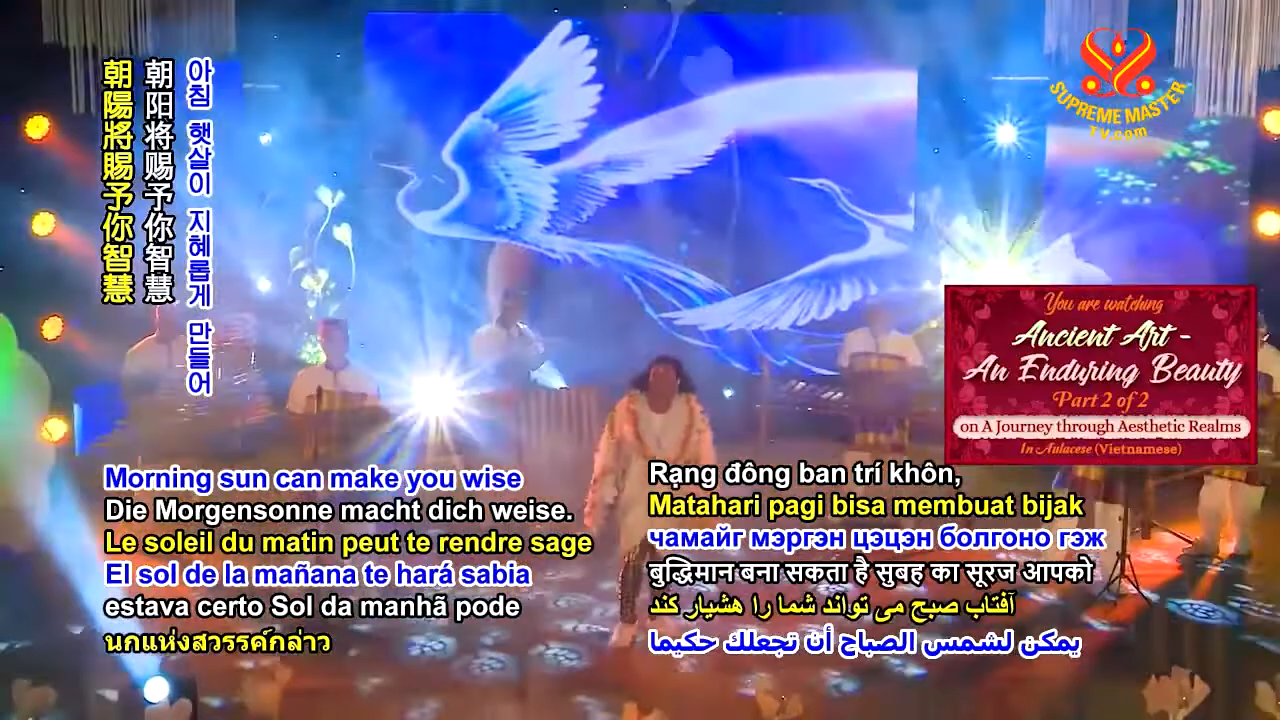 SUPREME MASTER
TV.com
朝陽將賜予你智慧
朝阳将赐予你智慧
아침 햇살이 지혜롭게 만들어
You are watching
Ancient Art -
An Enduring Beauty
Part 2 of 2
on A Journey through Aesthetic Realms
In Aulacese (Vietnamese)
Morning sun can make you wise
Die Morgensonne macht dich weise.
Le soleil du matin peut te rendre sage
El sol de la mañana te hará sabia
estava certo Sol da manhã pode
นกแห่งสวรรค์กล่าว
Rạng đông ban trí khôn,
Matahari pagi bisa membuat bijak
чамайг мэргэн цэцэн болгоно гэж
बुद्धिमान बना सकता है सुबह का सूरज आपको
آفتاب صبح می تواند شما را هشیار کند
يمكن لشمس الصباح أن تجعلك حكيما